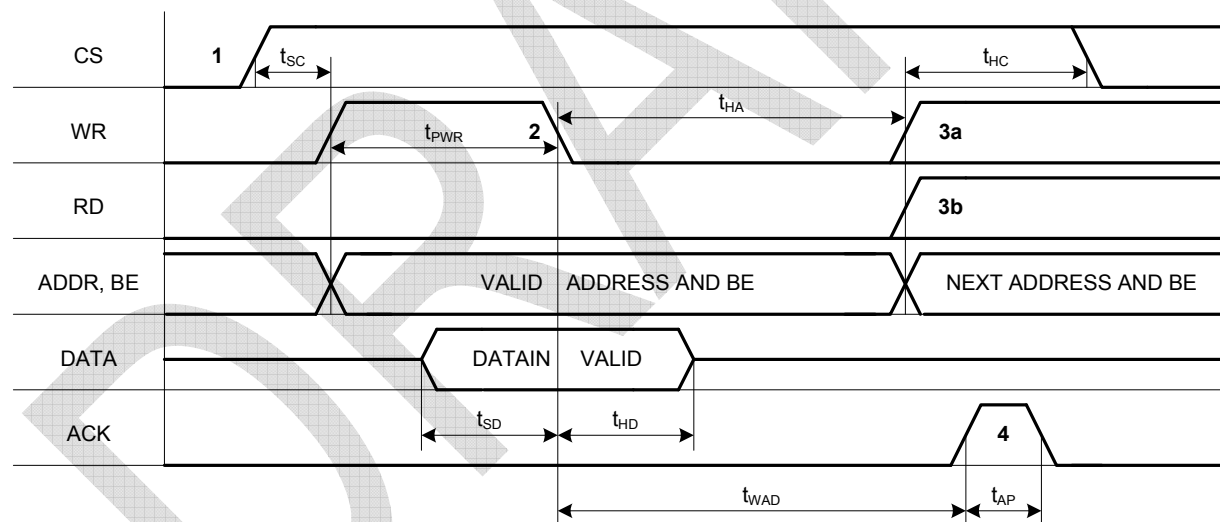 CS 1 tSC tHC
WR tPWR 2 tHA 3a
RD 3b
ADDR, BE VALID ADDRESS AND BE NEXT ADDRESS AND BE
DATA DATAIN VALID
ACK tSD tHD 4
tWAD tAP
DRA